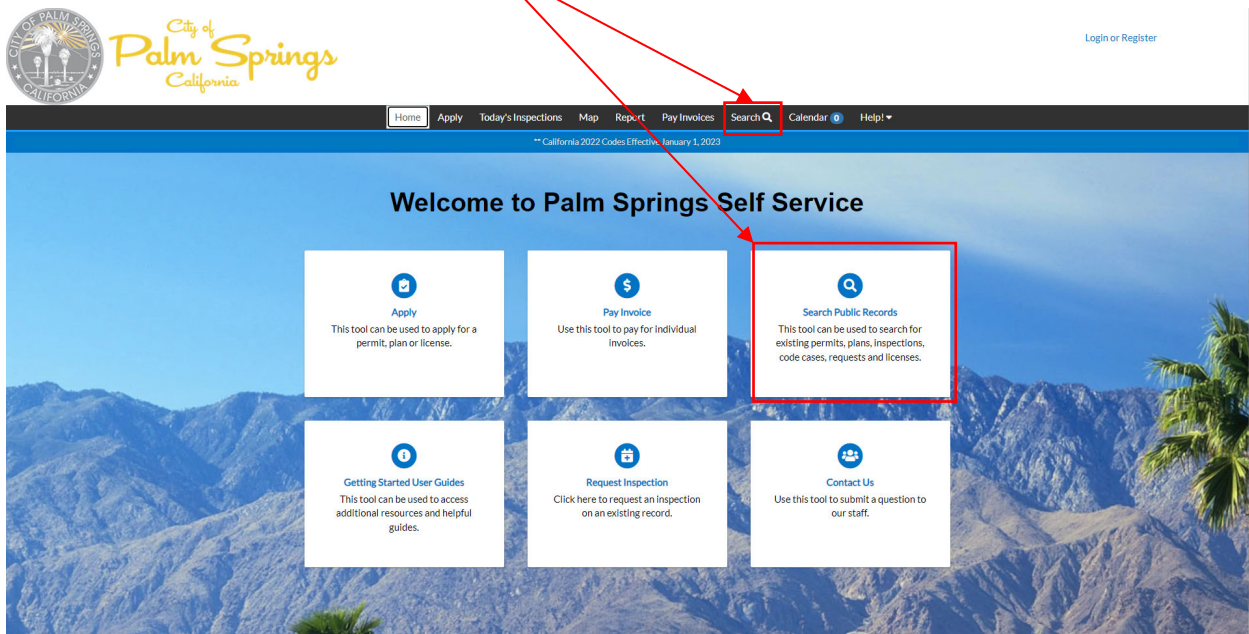 CITY OF PALM SPRINGS
CALIFORNIA
City of
Palm Springs
California
Login or Register
Home Apply Today's Inspections Map Report Pay Invoices Search Calendar 0 Help!
** California 2022 Codes Effective January 1, 2023
Welcome to Palm Springs Self Service
Apply
This tool can be used to apply for a
permit, plan or license.
Pay Invoice
Use this tool to pay for individual
invoices.
Search Public Records
This tool can be used to search for
existing permits, plans, inspections,
code cases, requests and licenses.
Getting Started User Guides
This tool can be used to access
additional resources and helpful
guides.
Request Inspection
Click here to request an inspection
on an existing record.
Contact Us
Use this tool to submit a question to
our staff.